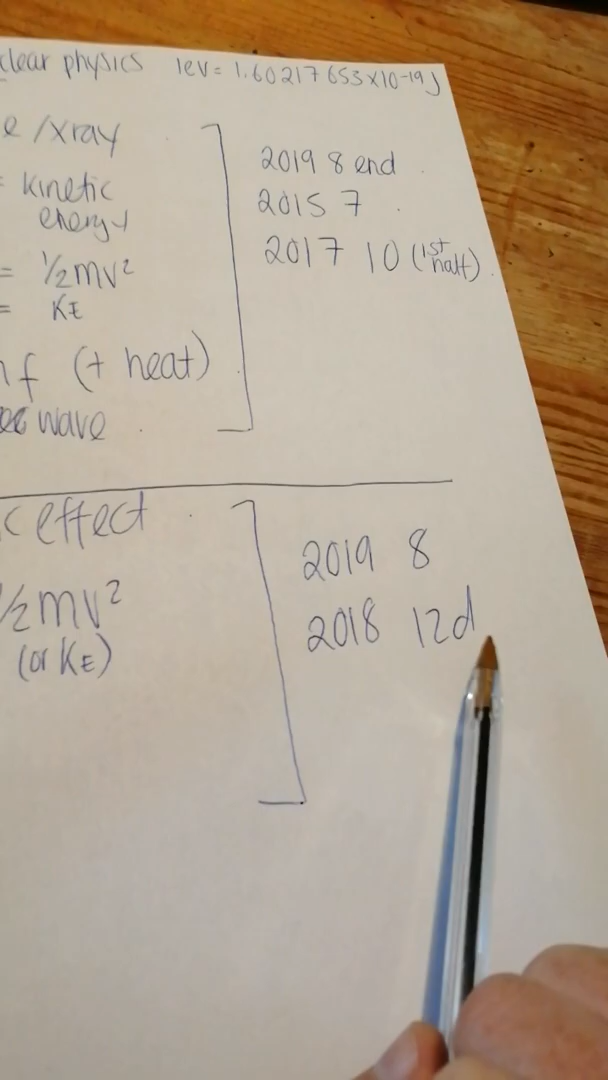 clear physics 1eV = 1.60217653x10-19 J
e / xray
= kinetic
energy
= 1/2mv²
= KE
hf (+ heat)
wave
c effect
1/2mv²
(or KE)
2019 8 end
2015 7
2017 10 (1st half)
2019 8
2018 12d